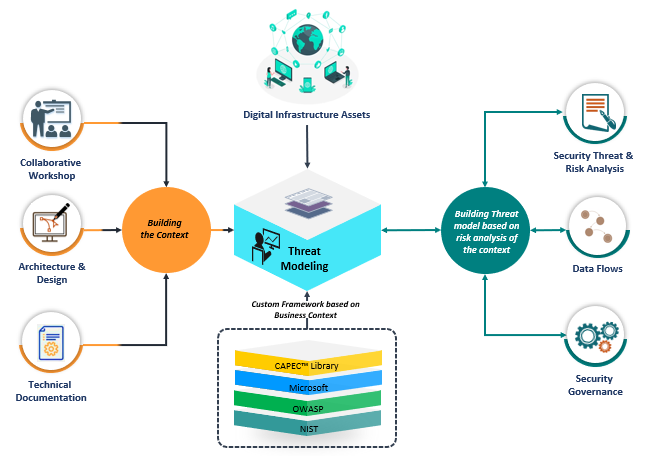 Digital Infrastructure Assets
Collaborative
Workshop
Architecture &
Design
Technical
Documentation
Building
the Context
Threat
Modeling
Custom Framework based on
Business Context
CAPEC™ Library
Microsoft
OWASP
NIST
Building Threat
model based on
risk analysis of
the context
Security Threat &
Risk Analysis
Data Flows
Security
Governance